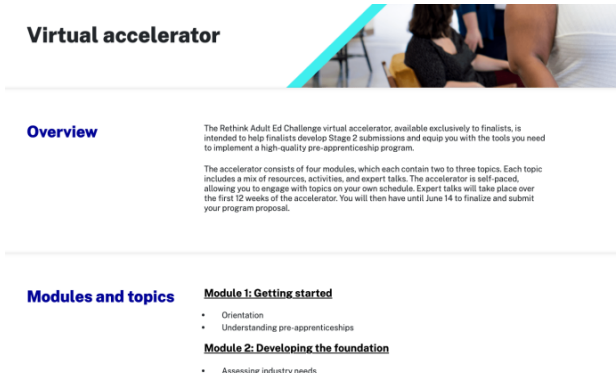 Virtual accelerator
Overview
The Rethink Adult Ed Challenge virtual accelerator, available exclusively to finalists, is
intended to help finalists develop Stage 2 submissions and equip you with the tools you need
to implement a high-quality pre-apprenticeship program.
The accelerator consists of four modules, which each contain two to three topics. Each topic
includes a mix of resources, activities, and expert talks. The accelerator is self-paced,
allowing you to engage with topics on your own schedule. Expert talks will take place over
the first 12 weeks of the accelerator. You will then have until June 14 to finalize and submit
your program proposal.
Modules and topics
Module 1: Getting started
• Orientation
• Understanding pre-apprenticeships
Module 2: Developing the foundation
• Assessing industry needs